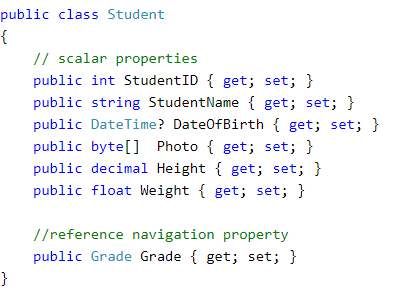 public class Student
{
    // scalar properties
    public int StudentID { get; set; }
    public string StudentName { get; set; }
    public DateTime? DateOfBirth { get; set; }
    public byte[]  Photo { get; set; }
    public decimal Height { get; set; }
    public float Weight { get; set; }

    //reference navigation property
    public Grade Grade { get; set; }
}